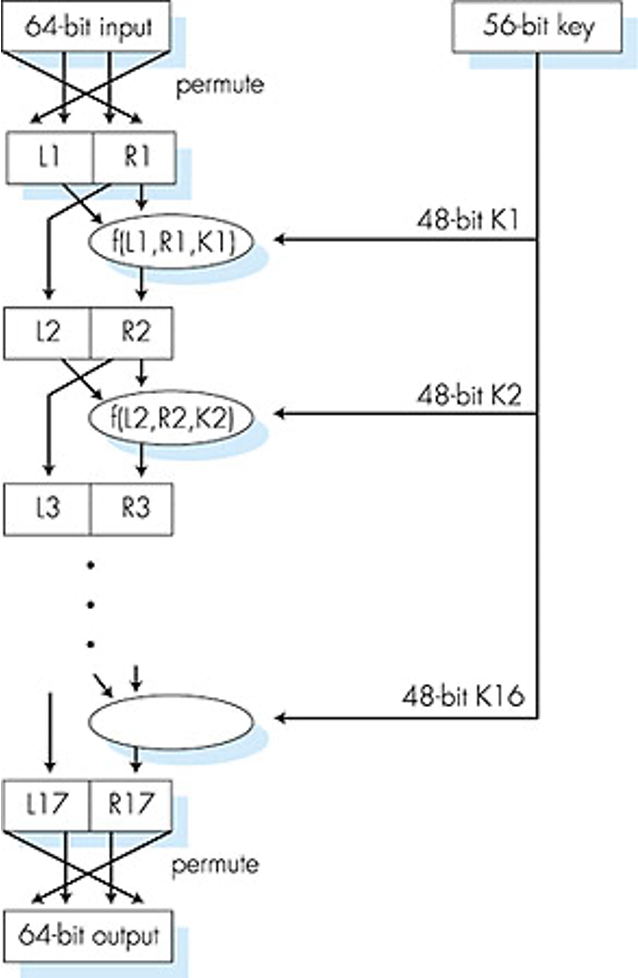 64-bit input
56-bit key
permute
L1 R1
48-bit K1
f(L1,R1,K1)
L2 R2
48-bit K2
f(L2,R2,K2)
L3 R3
48-bit K16
L17 R17
permute
64-bit output